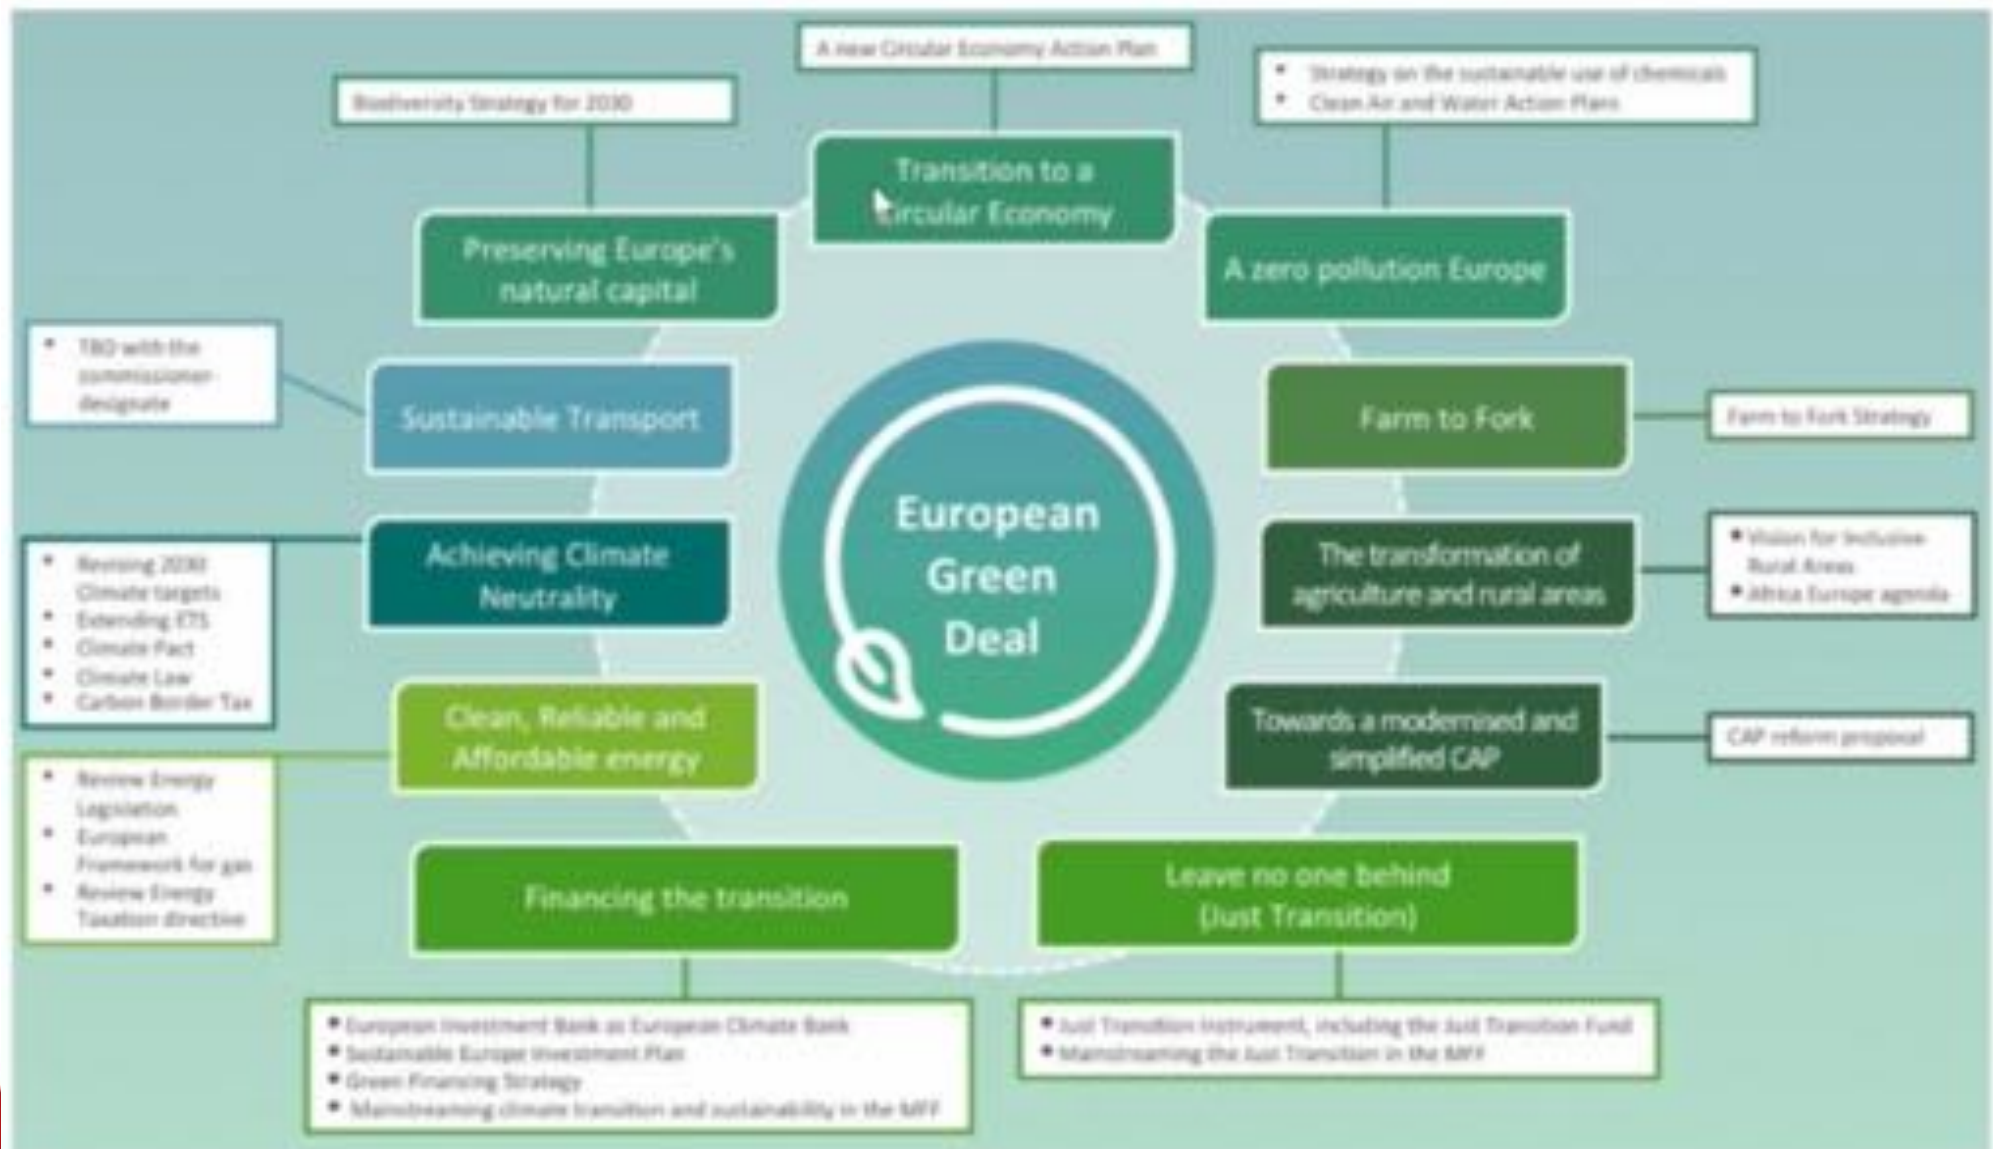 A new Circular Economy Action Plan
Biodiversity Strategy for 2030
• Strategy on the sustainable use of chemicals
• Clean Air and Water Action Plans
Transition to a
Circular Economy
Preserving Europe's
natural capital
A zero pollution Europe
• TBD with the
commissioner-
designate
Sustainable Transport
Farm to Fork
Farm to Fork Strategy
European
Green
Deal
• Revising 2030
Climate targets
• Extending ETS
• Climate Pact
• Climate Law
• Carbon Border Tax
Achieving Climate
Neutrality
The transformation of
agriculture and rural areas
• Vision for Inclusive
Rural Areas
• Africa Europe agenda
Clean, Reliable and
Affordable energy
Towards a modernised and
simplified CAP
CAP reform proposal
• Review Energy
Legislation
• European
Framework for gas
• Review Energy
Taxation directive
Financing the transition
Leave no one behind
(Just Transition)
• European Investment Bank as European Climate Bank
• Sustainable Europe Investment Plan
• Green Financing Strategy
• Mainstreaming climate transition and sustainability in the MFF
• Just Transition Instrument, including the Just Transition Fund
• Mainstreaming the Just Transition in the MFF